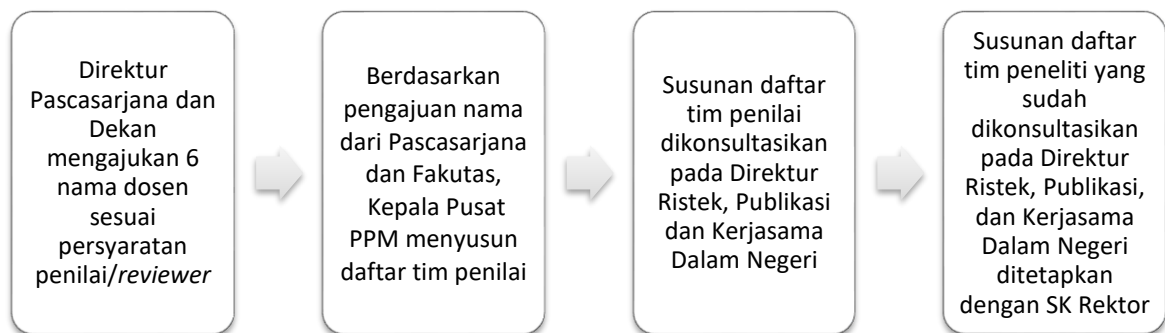 Direktur
Pascasarjana dan
Dekan
mengajukan 6
nama dosen
sesuai
persyaratan
penilai/reviewer
Berdasarkan
pengajuan nama
dari Pascasarjana
dan Fakutas,
Kepala Pusat
PPM menyusun
daftar tim penilai
Susunan daftar
tim penilai
dikonsultasikan
pada Direktur
Ristek, Publikasi
dan Kerjasama
Dalam Negeri
Susunan daftar
tim peneliti yang
sudah
dikonsultasikan
pada Direktur
Ristek, Publikasi,
dan Kerjasama
Dalam Negeri
ditetapkan
dengan SK Rektor